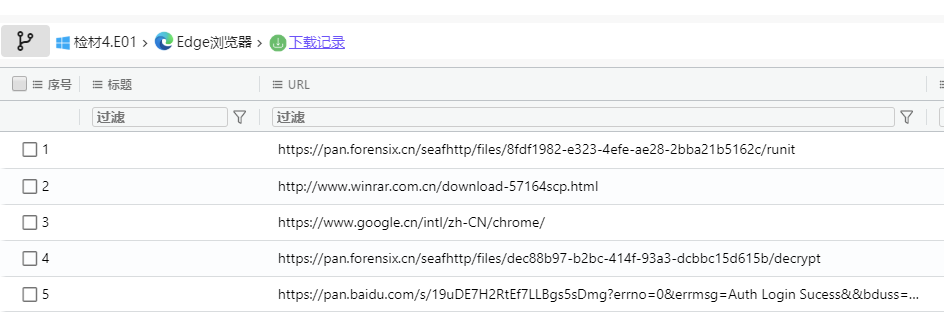 检材4.E01 > Edge浏览器 > 下载记录
序号 标题 URL
过滤 过滤
1 https://pan.forensix.cn/seafhttp/files/8fdf1982-e323-4efe-ae28-2bba21b5162c/runit
2 http://www.winrar.com.cn/download-57164scp.html
3 https://www.google.cn/intl/zh-CN/chrome/
4 https://pan.forensix.cn/seafhttp/files/dec88b97-b2bc-414f-93a3-dcbbc15d615b/decrypt
5 https://pan.baidu.com/s/19uDE7H2RtEf7LLBgs5sDmg?errno=0&errmsg=Auth Login Sucess&&bduss=...